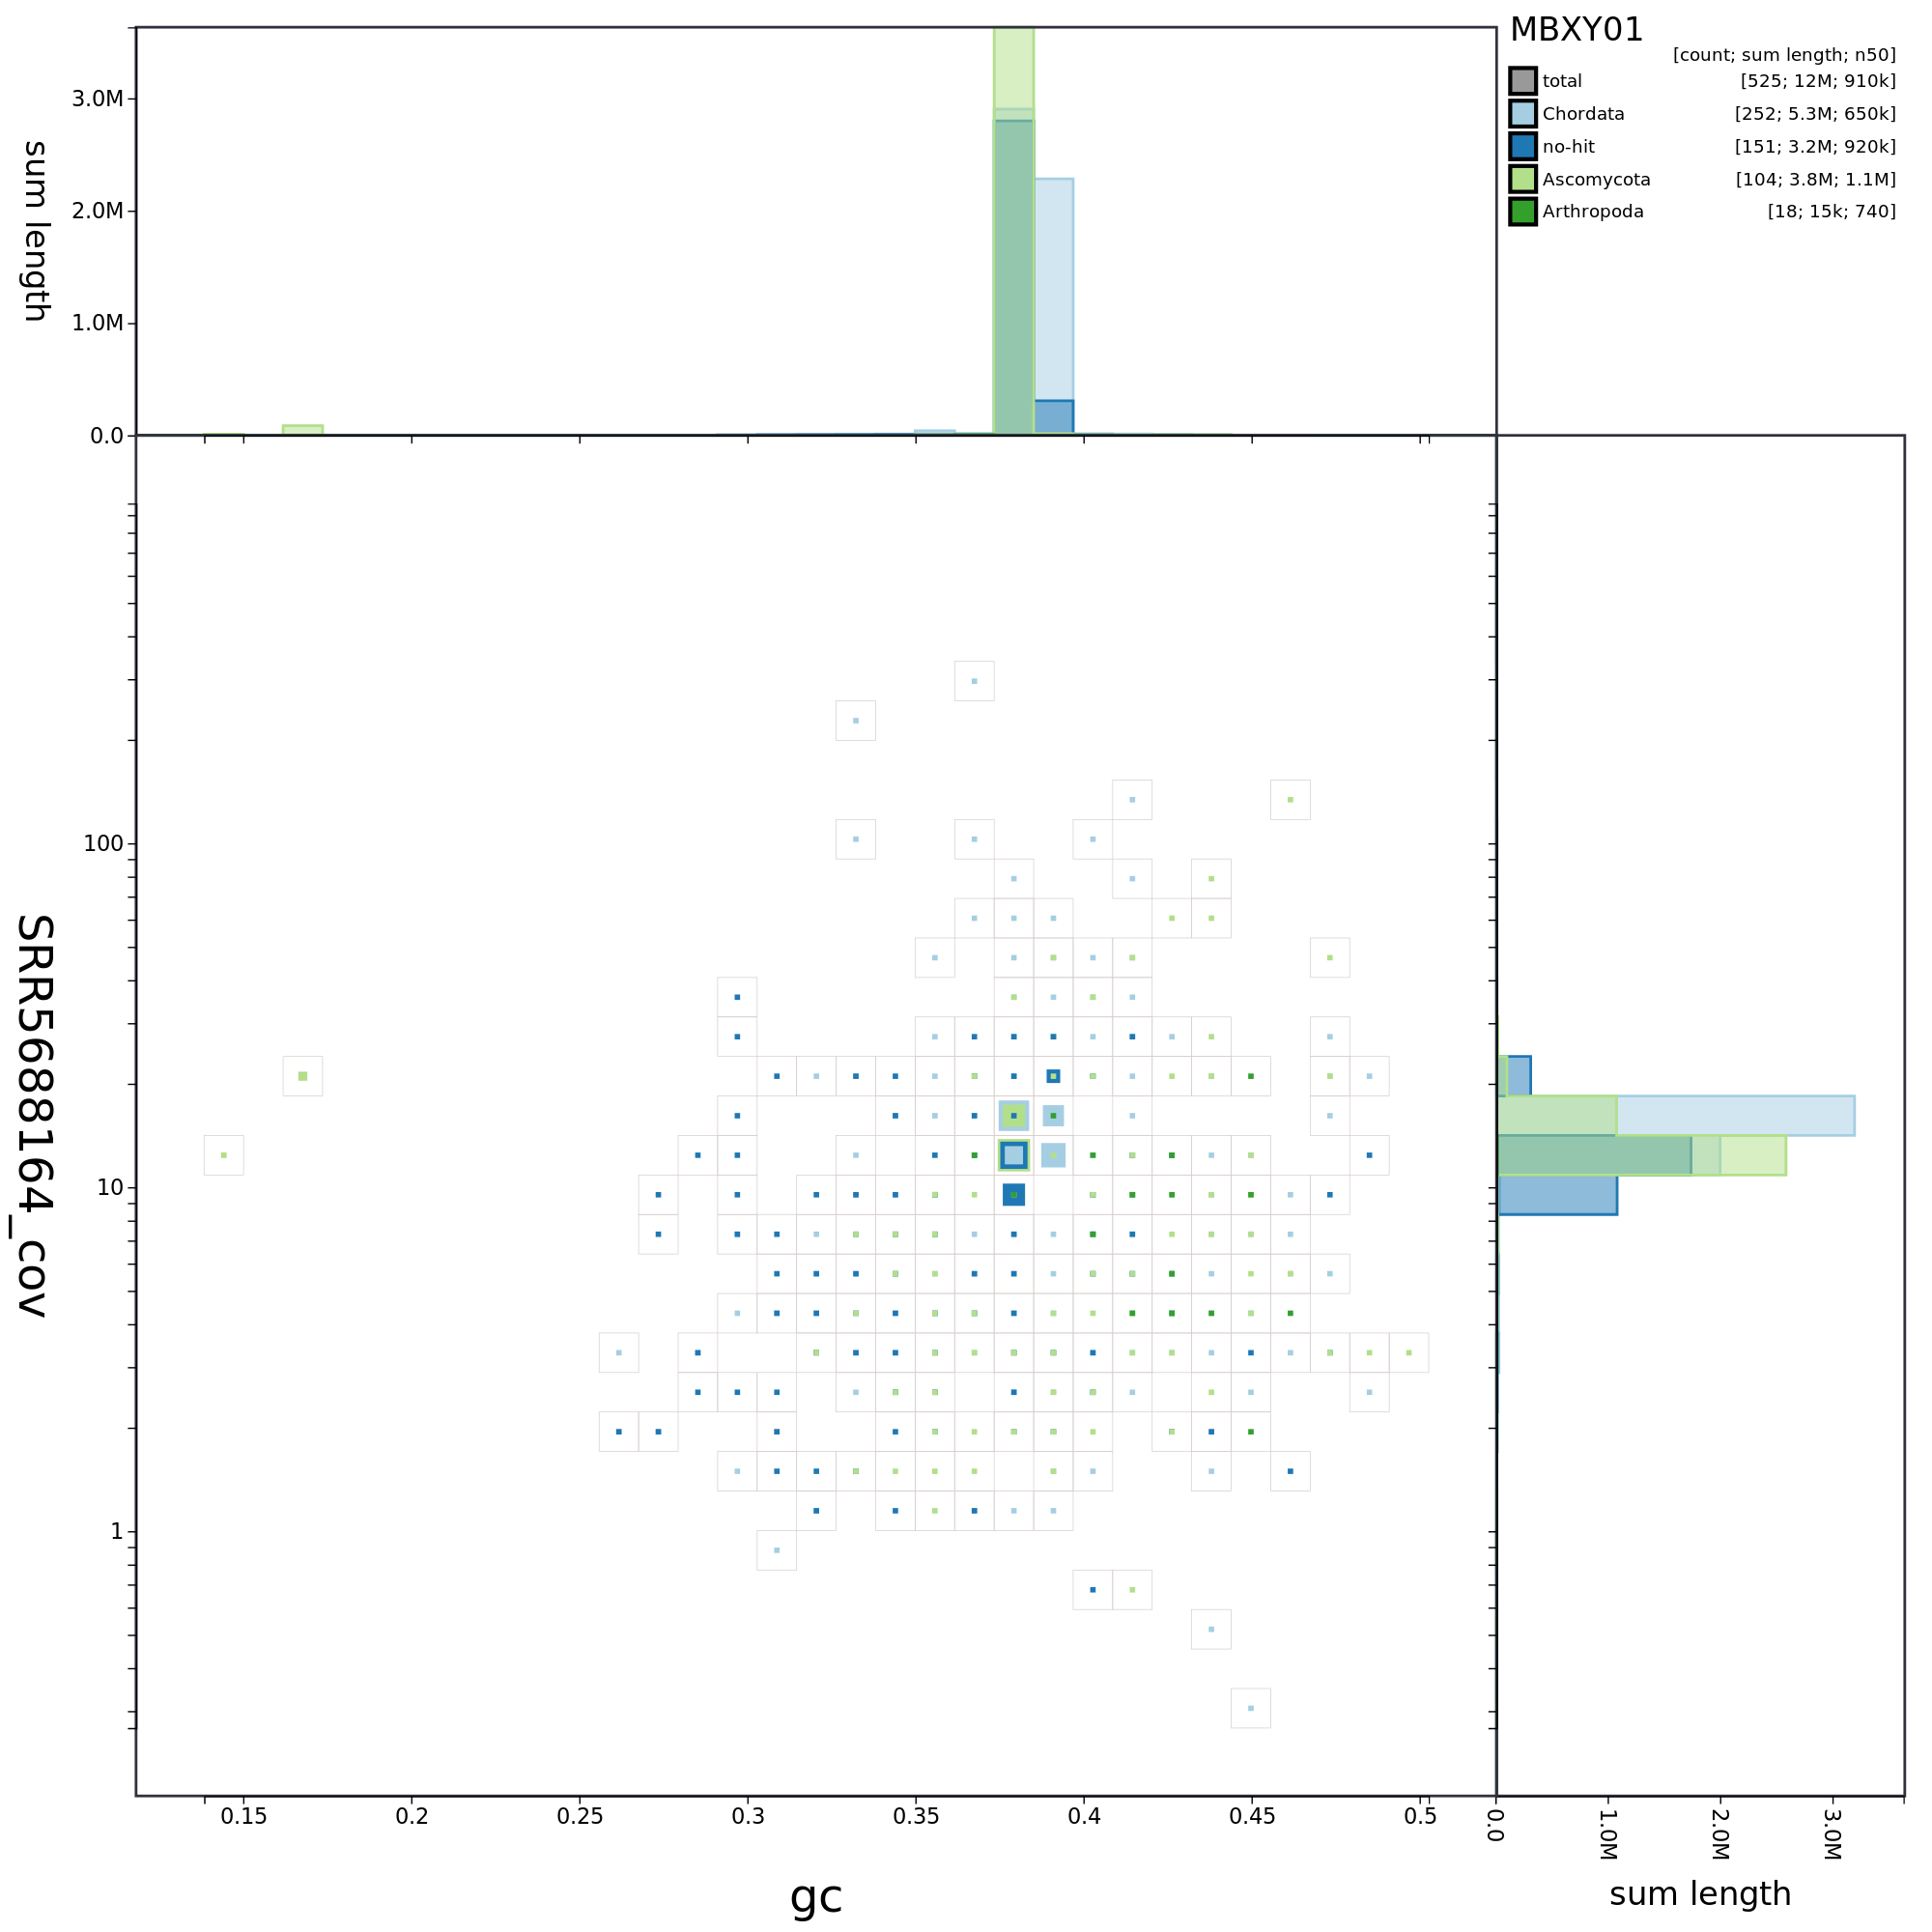 MBXY01
[count; sum length; n50]
total [525; 12M; 910k]
Chordata [252; 5.3M; 650k]
no-hit [151; 3.2M; 920k]
Ascomycota [104; 3.8M; 1.1M]
Arthropoda [18; 15k; 740]
sum length
3.0M
2.0M
1.0M
0.0
SRR5688164_cov
100
10
1
0.15 0.2 0.25 0.3 0.35 0.4 0.45 0.5
gc
0.0 1.0M 2.0M 3.0M
sum length